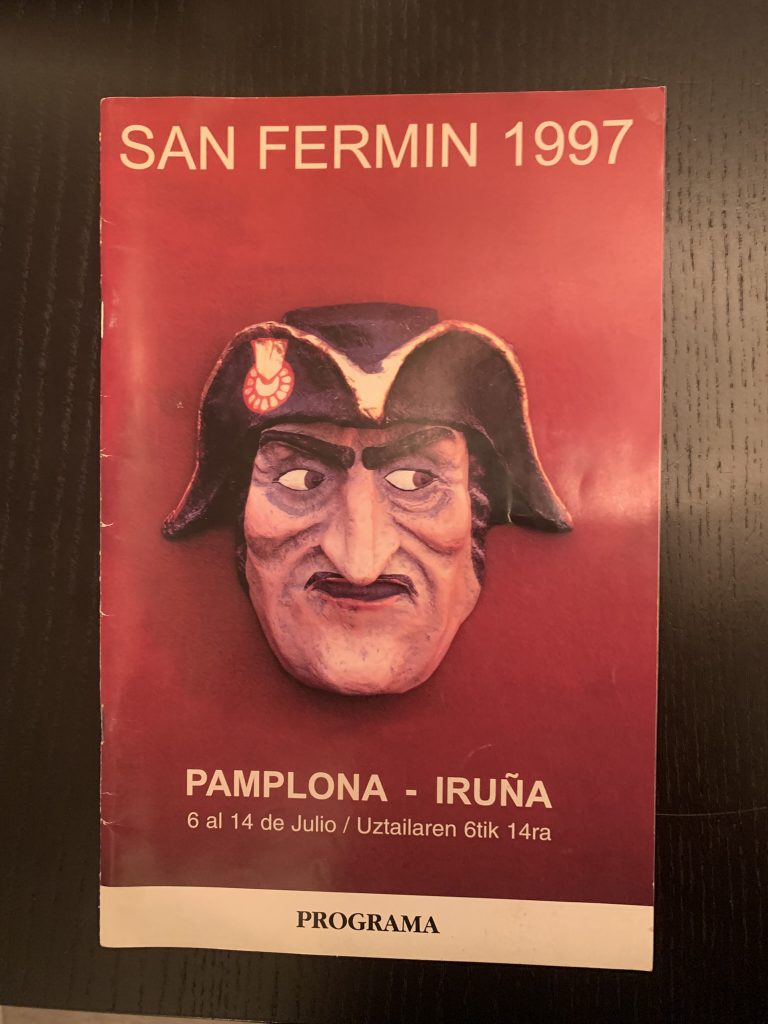 SAN FERMIN 1997
PAMPLONA - IRUÑA
6 al 14 de Julio / Uztailaren 6tik 14ra
PROGRAMA